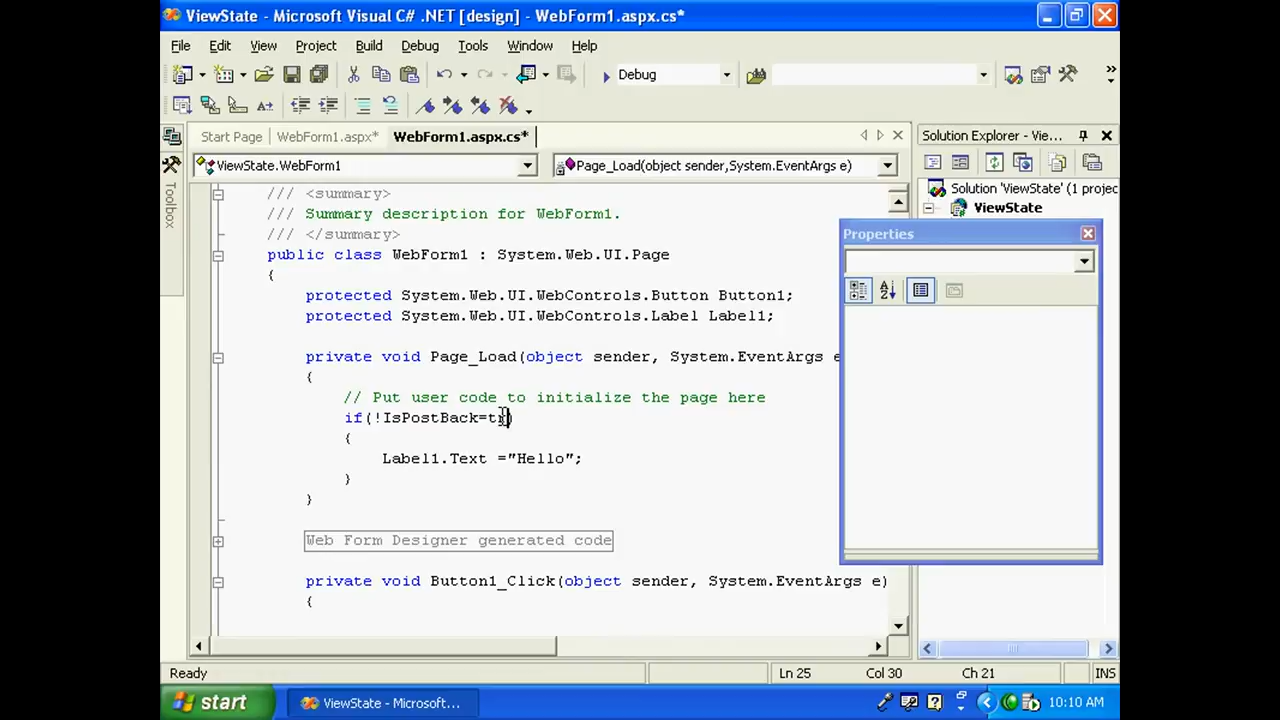 ViewState - Microsoft Visual C# .NET [design] - WebForm1.aspx.cs*
File Edit View Project Build Debug Tools Window Help
Debug
Start Page WebForm1.aspx* WebForm1.aspx.cs*
ViewState.WebForm1 Page_Load(object sender,System.EventArgs e)
Toolbox
/// <summary>
/// Summary description for WebForm1.
/// </summary>
public class WebForm1 : System.Web.UI.Page
{
protected System.Web.UI.WebControls.Button Button1;
protected System.Web.UI.WebControls.Label Label1;
private void Page_Load(object sender, System.EventArgs e
{
// Put user code to initialize the page here
if(!IsPostBack=t
{
Label1.Text ="Hello";
}
}
Web Form Designer generated code
private void Button1_Click(object sender, System.EventArgs e)
{
Solution Explorer - Vie...
Solution 'ViewState' (1 projec
ViewState
Properties
Ready Ln 25 Col 30 Ch 21 INS
start ViewState - Microsoft... 10:10 AM